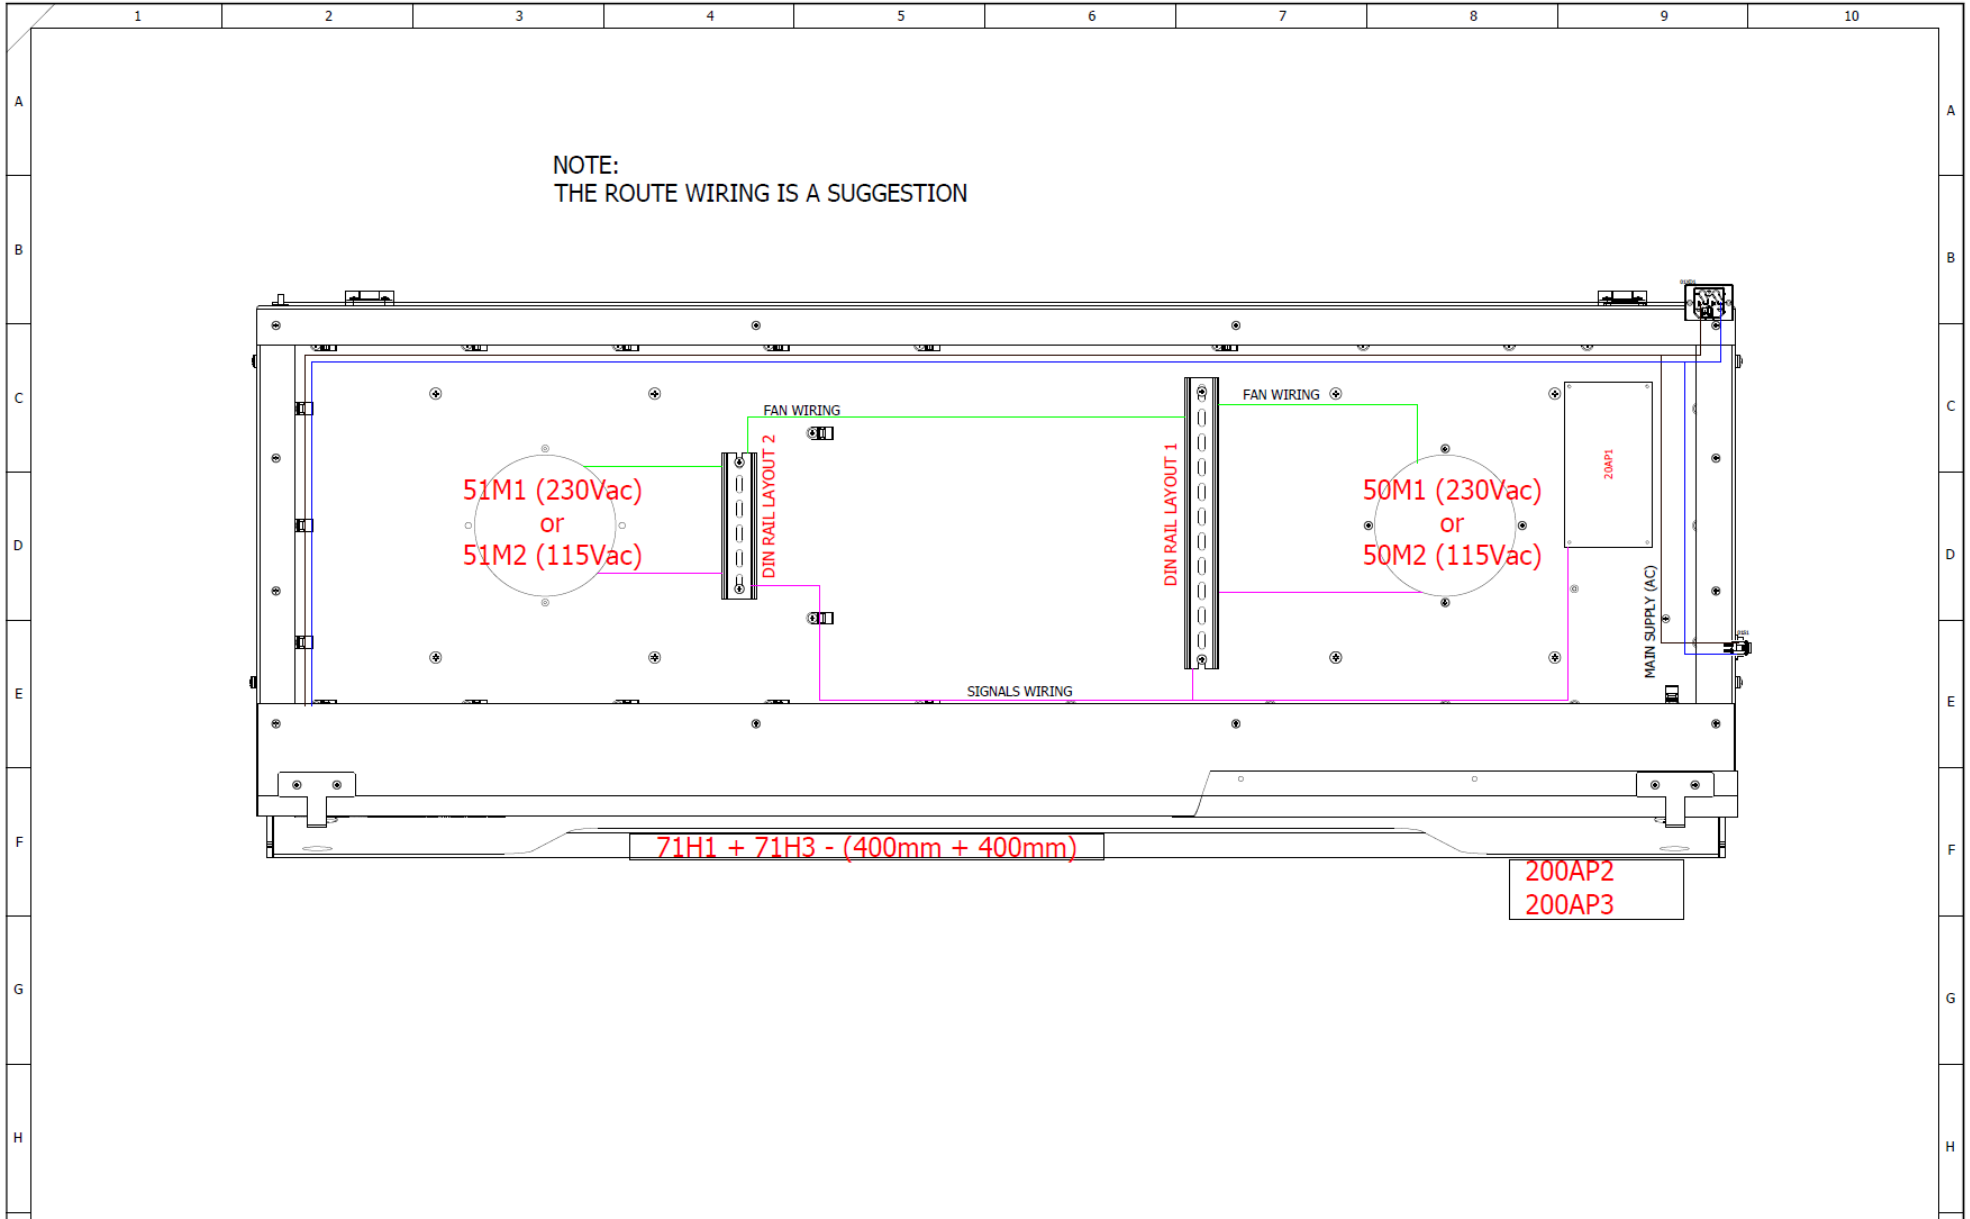 1 2 3 4 5 6 7 8 9 10
A A
NOTE:
THE ROUTE WIRING IS A SUGGESTION
B B
C C
FAN WIRING
FAN WIRING
DIN RAIL LAYOUT 2
DIN RAIL LAYOUT 1
20AP1
51M1 (230Vac)
or
51M2 (115Vac)
50M1 (230Vac)
or
50M2 (115Vac)
D D
MAIN SUPPLY (AC)
SIGNALS WIRING
E E
71H1 + 71H3 - (400mm + 400mm)
F F
200AP2
200AP3
G G
H H